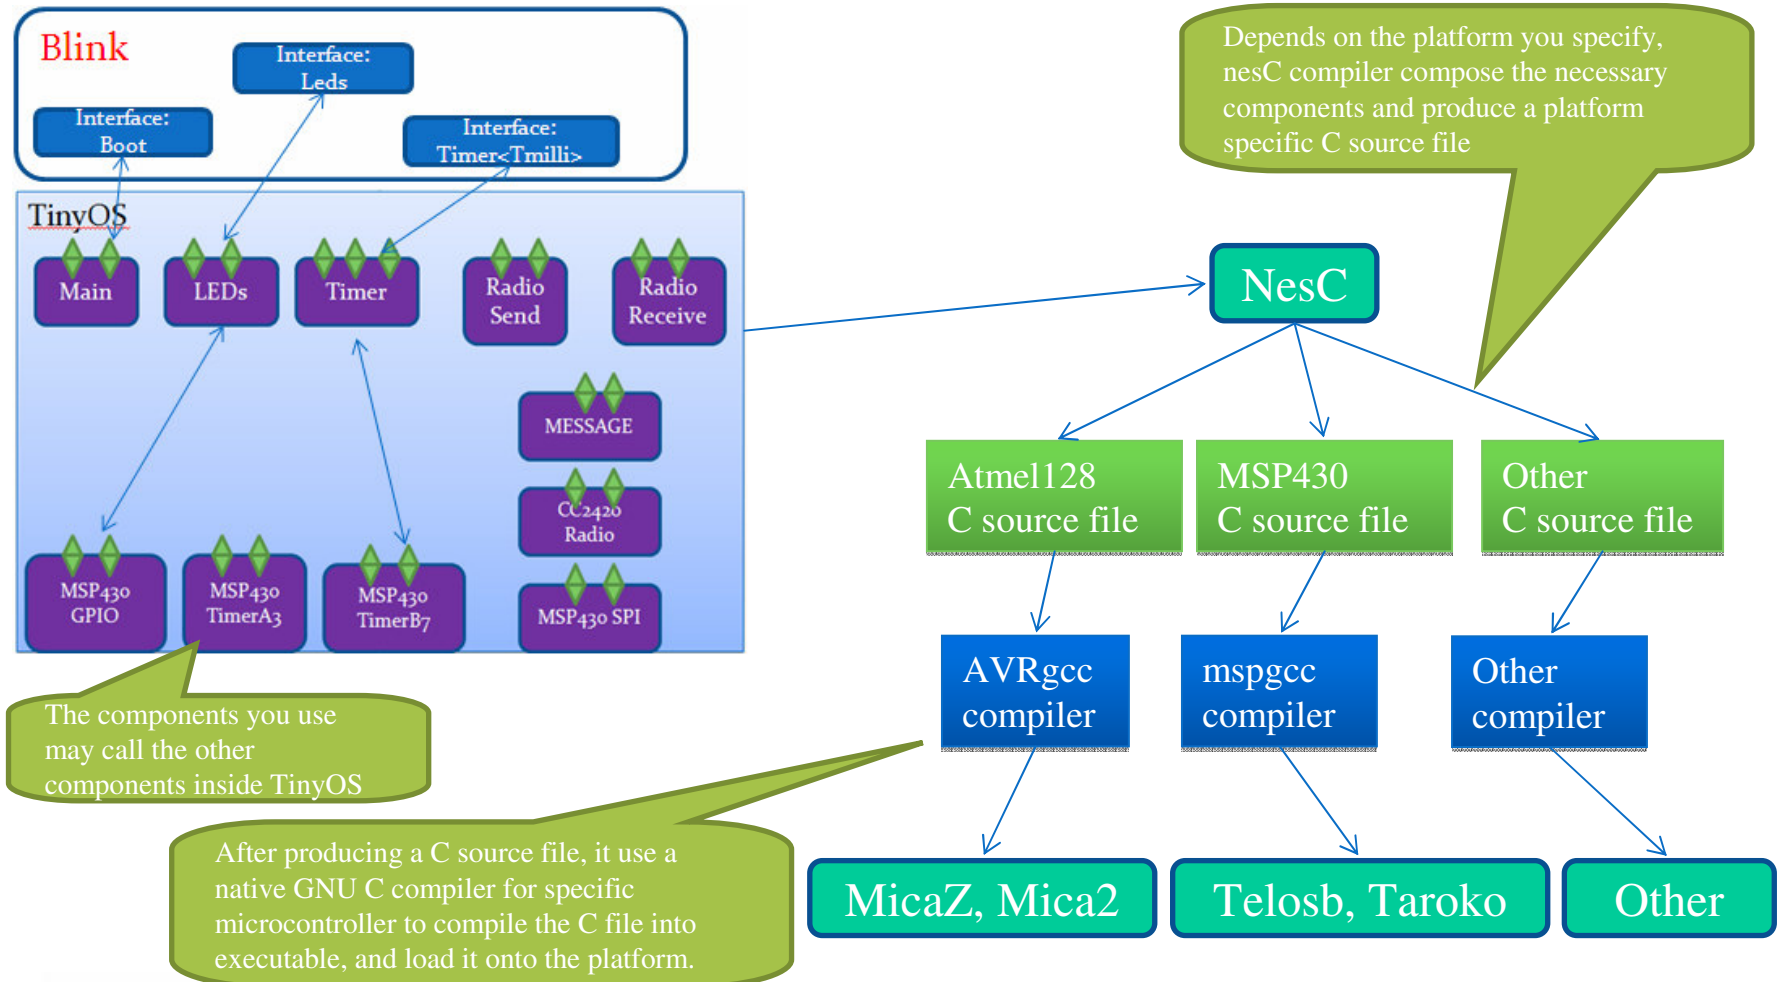 Blink
Interface:
Leds
Interface:
Boot
Interface:
Timer<Tmilli>
TinyOS
Main
LEDs
Timer
Radio
Send
Radio
Receive
MESSAGE
CC2420
Radio
MSP430
GPIO
MSP430
TimerA3
MSP430
TimerB7
MSP430 SPI
The components you use
may call the other
components inside TinyOS
Depends on the platform you specify,
nesC compiler compose the necessary
components and produce a platform
specific C source file
NesC
Atmel128
C source file
MSP430
C source file
Other
C source file
AVRgcc
compiler
mspgcc
compiler
Other
compiler
After producing a C source file, it use a
native GNU C compiler for specific
microcontroller to compile the C file into
executable, and load it onto the platform.
MicaZ, Mica2
Telosb, Taroko
Other